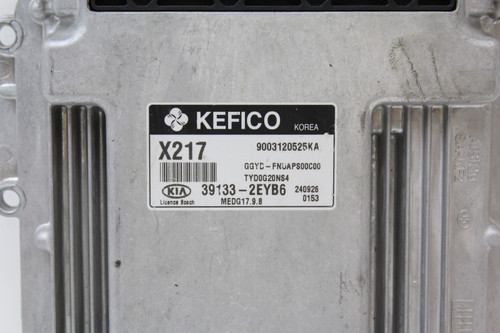 KEFICO
KOREA
X217
9003120525KA
GGYC-FNDAPS00C00
TYD0G20NS4
KIA
39133-2EYB6
240926
Licence Bosch
MEDG17.9.8
0153